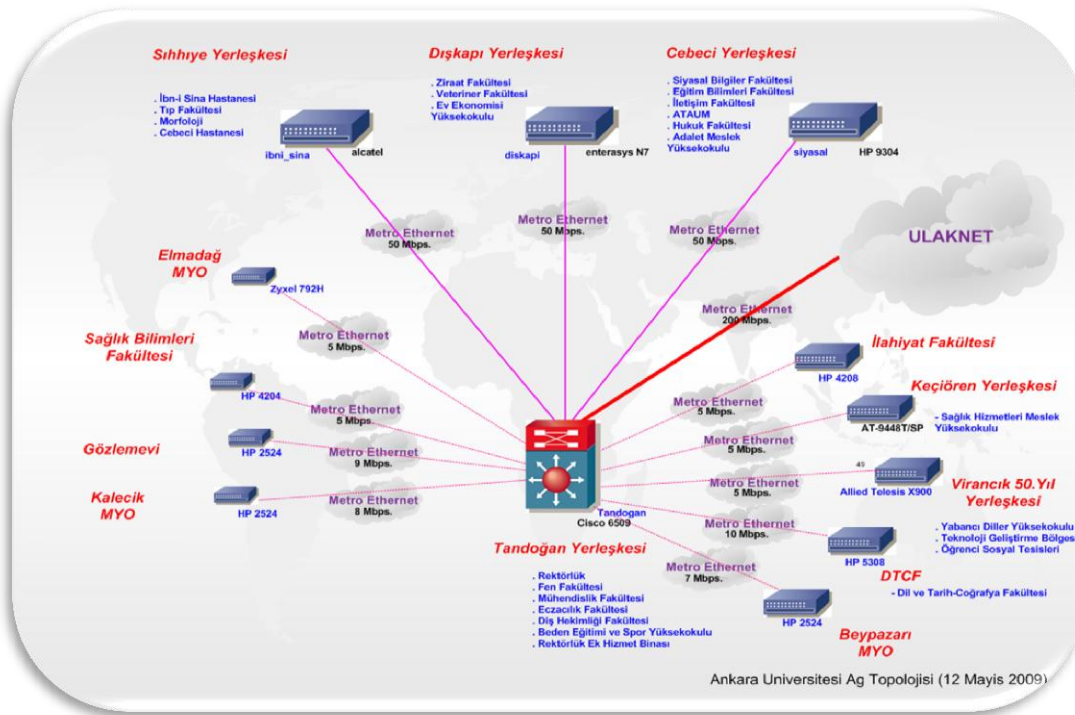 Sıhhıye Yerleşkesi
. İbn-i Sina Hastanesi
. Tıp Fakültesi
. Morfoloji
. Cebeci Hastanesi
ibni_sina
alcatel
Dışkapı Yerleşkesi
. Ziraat Fakültesi
. Veteriner Fakültesi
. Ev Ekonomisi
Yüksekokulu
diskapi
enterasys N7
Cebeci Yerleşkesi
. Siyasal Bilgiler Fakültesi
. Eğitim Bilimleri Fakültesi
. İletişim Fakültesi
. ATAUM
. Hukuk Fakültesi
. Adalet Meslek
Yüksekokulu
siyasal
HP 9304
Metro Ethernet
50 Mbps.
Metro Ethernet
50 Mbps.
Metro Ethernet
50 Mbps.
ULAKNET
Metro Ethernet
200 Mbps.
Elmadağ
MYO
Zyxel 792H
Metro Ethernet
5 Mbps.
Sağlık Bilimleri
Fakültesi
HP 4204
Metro Ethernet
5 Mbps.
Gözlemevi
HP 2524
Metro Ethernet
9 Mbps.
Kalecik
MYO
HP 2524
Metro Ethernet
8 Mbps.
İlahiyat Fakültesi
HP 4208
Metro Ethernet
5 Mbps.
Keçiören Yerleşkesi
AT-9448T/SP
- Sağlık Hizmetleri Meslek
Yüksekokulu
Metro Ethernet
5 Mbps.
49
Allied Telesis X900
Virancık 50.Yıl
Yerleşkesi
. Yabancı Diller Yüksekokulu
. Teknoloji Geliştirme Bölges
. Öğrenci Sosyal Tesisleri
Metro Ethernet
5 Mbps.
Metro Ethernet
10 Mbps.
HP 5308
DTCF
- Dil ve Tarih-Coğrafya Fakültesi
Metro Ethernet
7 Mbps.
HP 2524
Beypazarı
MYO
Tandogan
Cisco 6509
Tandoğan Yerleşkesi
. Rektörlük
. Fen Fakültesi
. Mühendislik Fakültesi
. Eczacılık Fakültesi
. Diş Hekimliği Fakültesi
. Beden Eğitimi ve Spor Yüksekokulu
. Rektörlük Ek Hizmet Binası
Ankara Universitesi Ag Topolojisi (12 Mayis 2009)